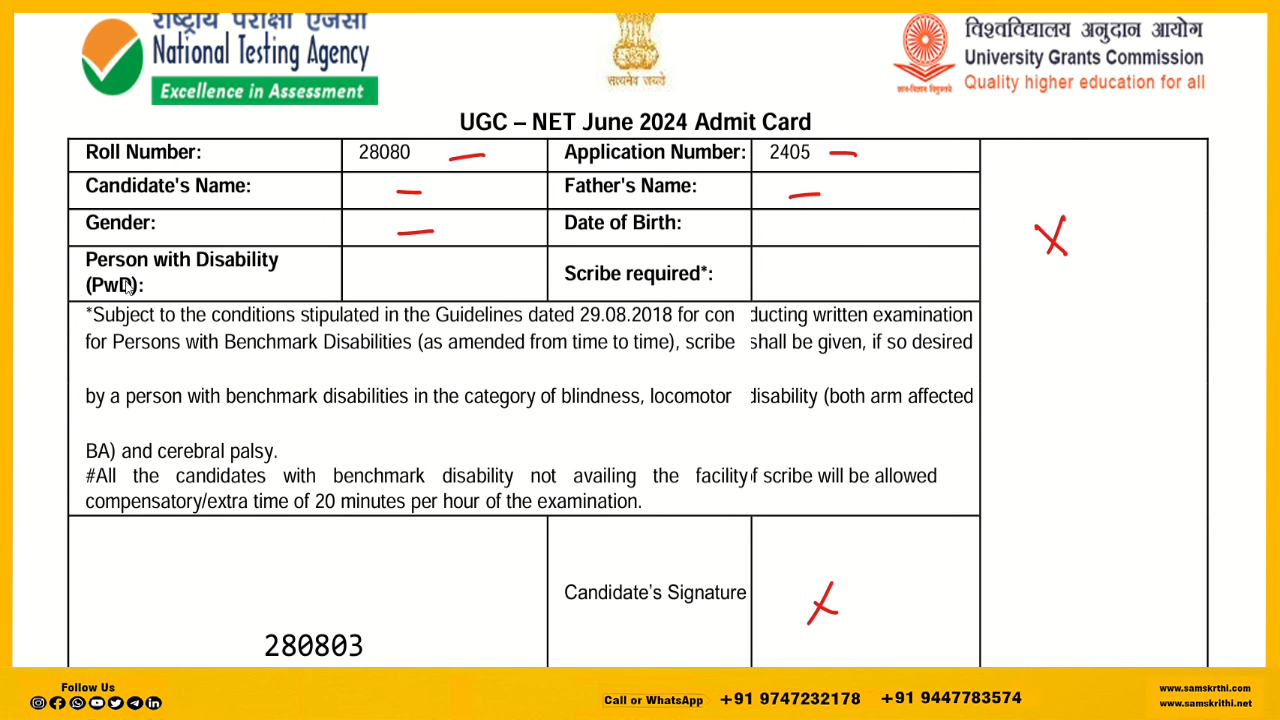 राष्ट्रीय परीक्षा एजेंसी
National Testing Agency
Excellence in Assessment
सत्यमेव जयते
विश्वविद्यालय अनुदान आयोग
University Grants Commission
Quality higher education for all
ज्ञान-विज्ञान विमुक्तये
UGC – NET June 2024 Admit Card
Roll Number: 28080 Application Number: 2405
Candidate's Name: Father's Name:
Gender: Date of Birth:
Person with Disability
(PwD): Scribe required*:
*Subject to the conditions stipulated in the Guidelines dated 29.08.2018 for con ducting written examination
for Persons with Benchmark Disabilities (as amended from time to time), scribe shall be given, if so desired
by a person with benchmark disabilities in the category of blindness, locomotor disability (both arm affected
BA) and cerebral palsy.
#All the candidates with benchmark disability not availing the facility of scribe will be allowed
compensatory/extra time of 20 minutes per hour of the examination.
Candidate's Signature
280803
Follow Us
Call or WhatsApp +91 9747232178 +91 9447783574
www.samskrthi.com
www.samskrithi.net